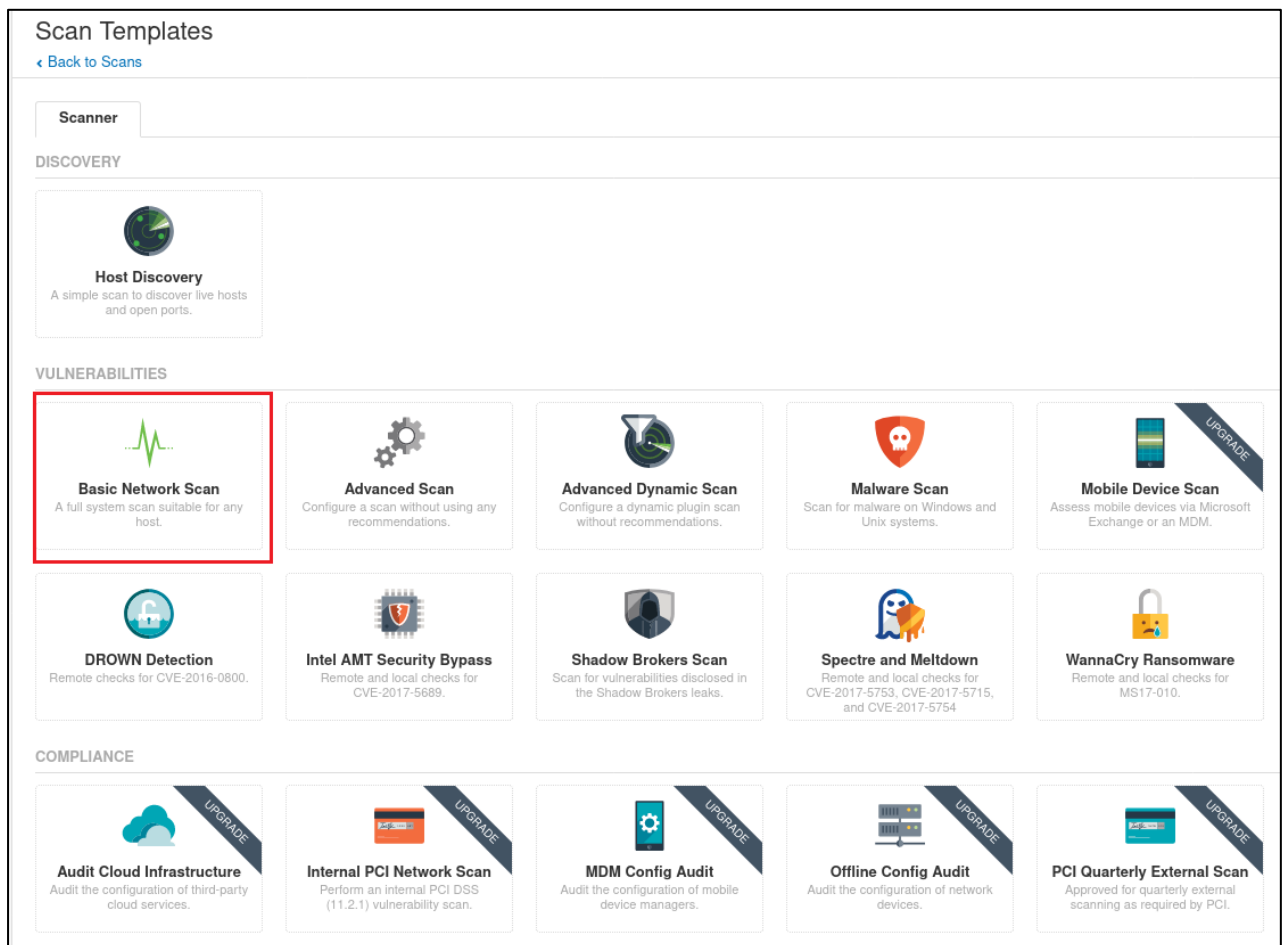 Scan Templates
‹ Back to Scans
Scanner
DISCOVERY
Host Discovery
A simple scan to discover live hosts
and open ports.
VULNERABILITIES
Basic Network Scan
A full system scan suitable for any
host.
Advanced Scan
Configure a scan without using any
recommendations.
Advanced Dynamic Scan
Configure a dynamic plugin scan
without recommendations.
Malware Scan
Scan for malware on Windows and
Unix systems.
UPGRADE
Mobile Device Scan
Assess mobile devices via Microsoft
Exchange or an MDM.
DROWN Detection
Remote checks for CVE-2016-0800.
Intel AMT Security Bypass
Remote and local checks for
CVE-2017-5689.
Shadow Brokers Scan
Scan for vulnerabilities disclosed in
the Shadow Brokers leaks.
Spectre and Meltdown
Remote and local checks for
CVE-2017-5753, CVE-2017-5715,
and CVE-2017-5754
WannaCry Ransomware
Remote and local checks for
MS17-010.
COMPLIANCE
UPGRADE
Audit Cloud Infrastructure
Audit the configuration of third-party
cloud services.
UPGRADE
Internal PCI Network Scan
Perform an internal PCI DSS
(11.2.1) vulnerability scan.
UPGRADE
MDM Config Audit
Audit the configuration of mobile
device managers.
UPGRADE
Offline Config Audit
Audit the configuration of network
devices.
UPGRADE
PCI Quarterly External Scan
Approved for quarterly external
scanning as required by PCI.